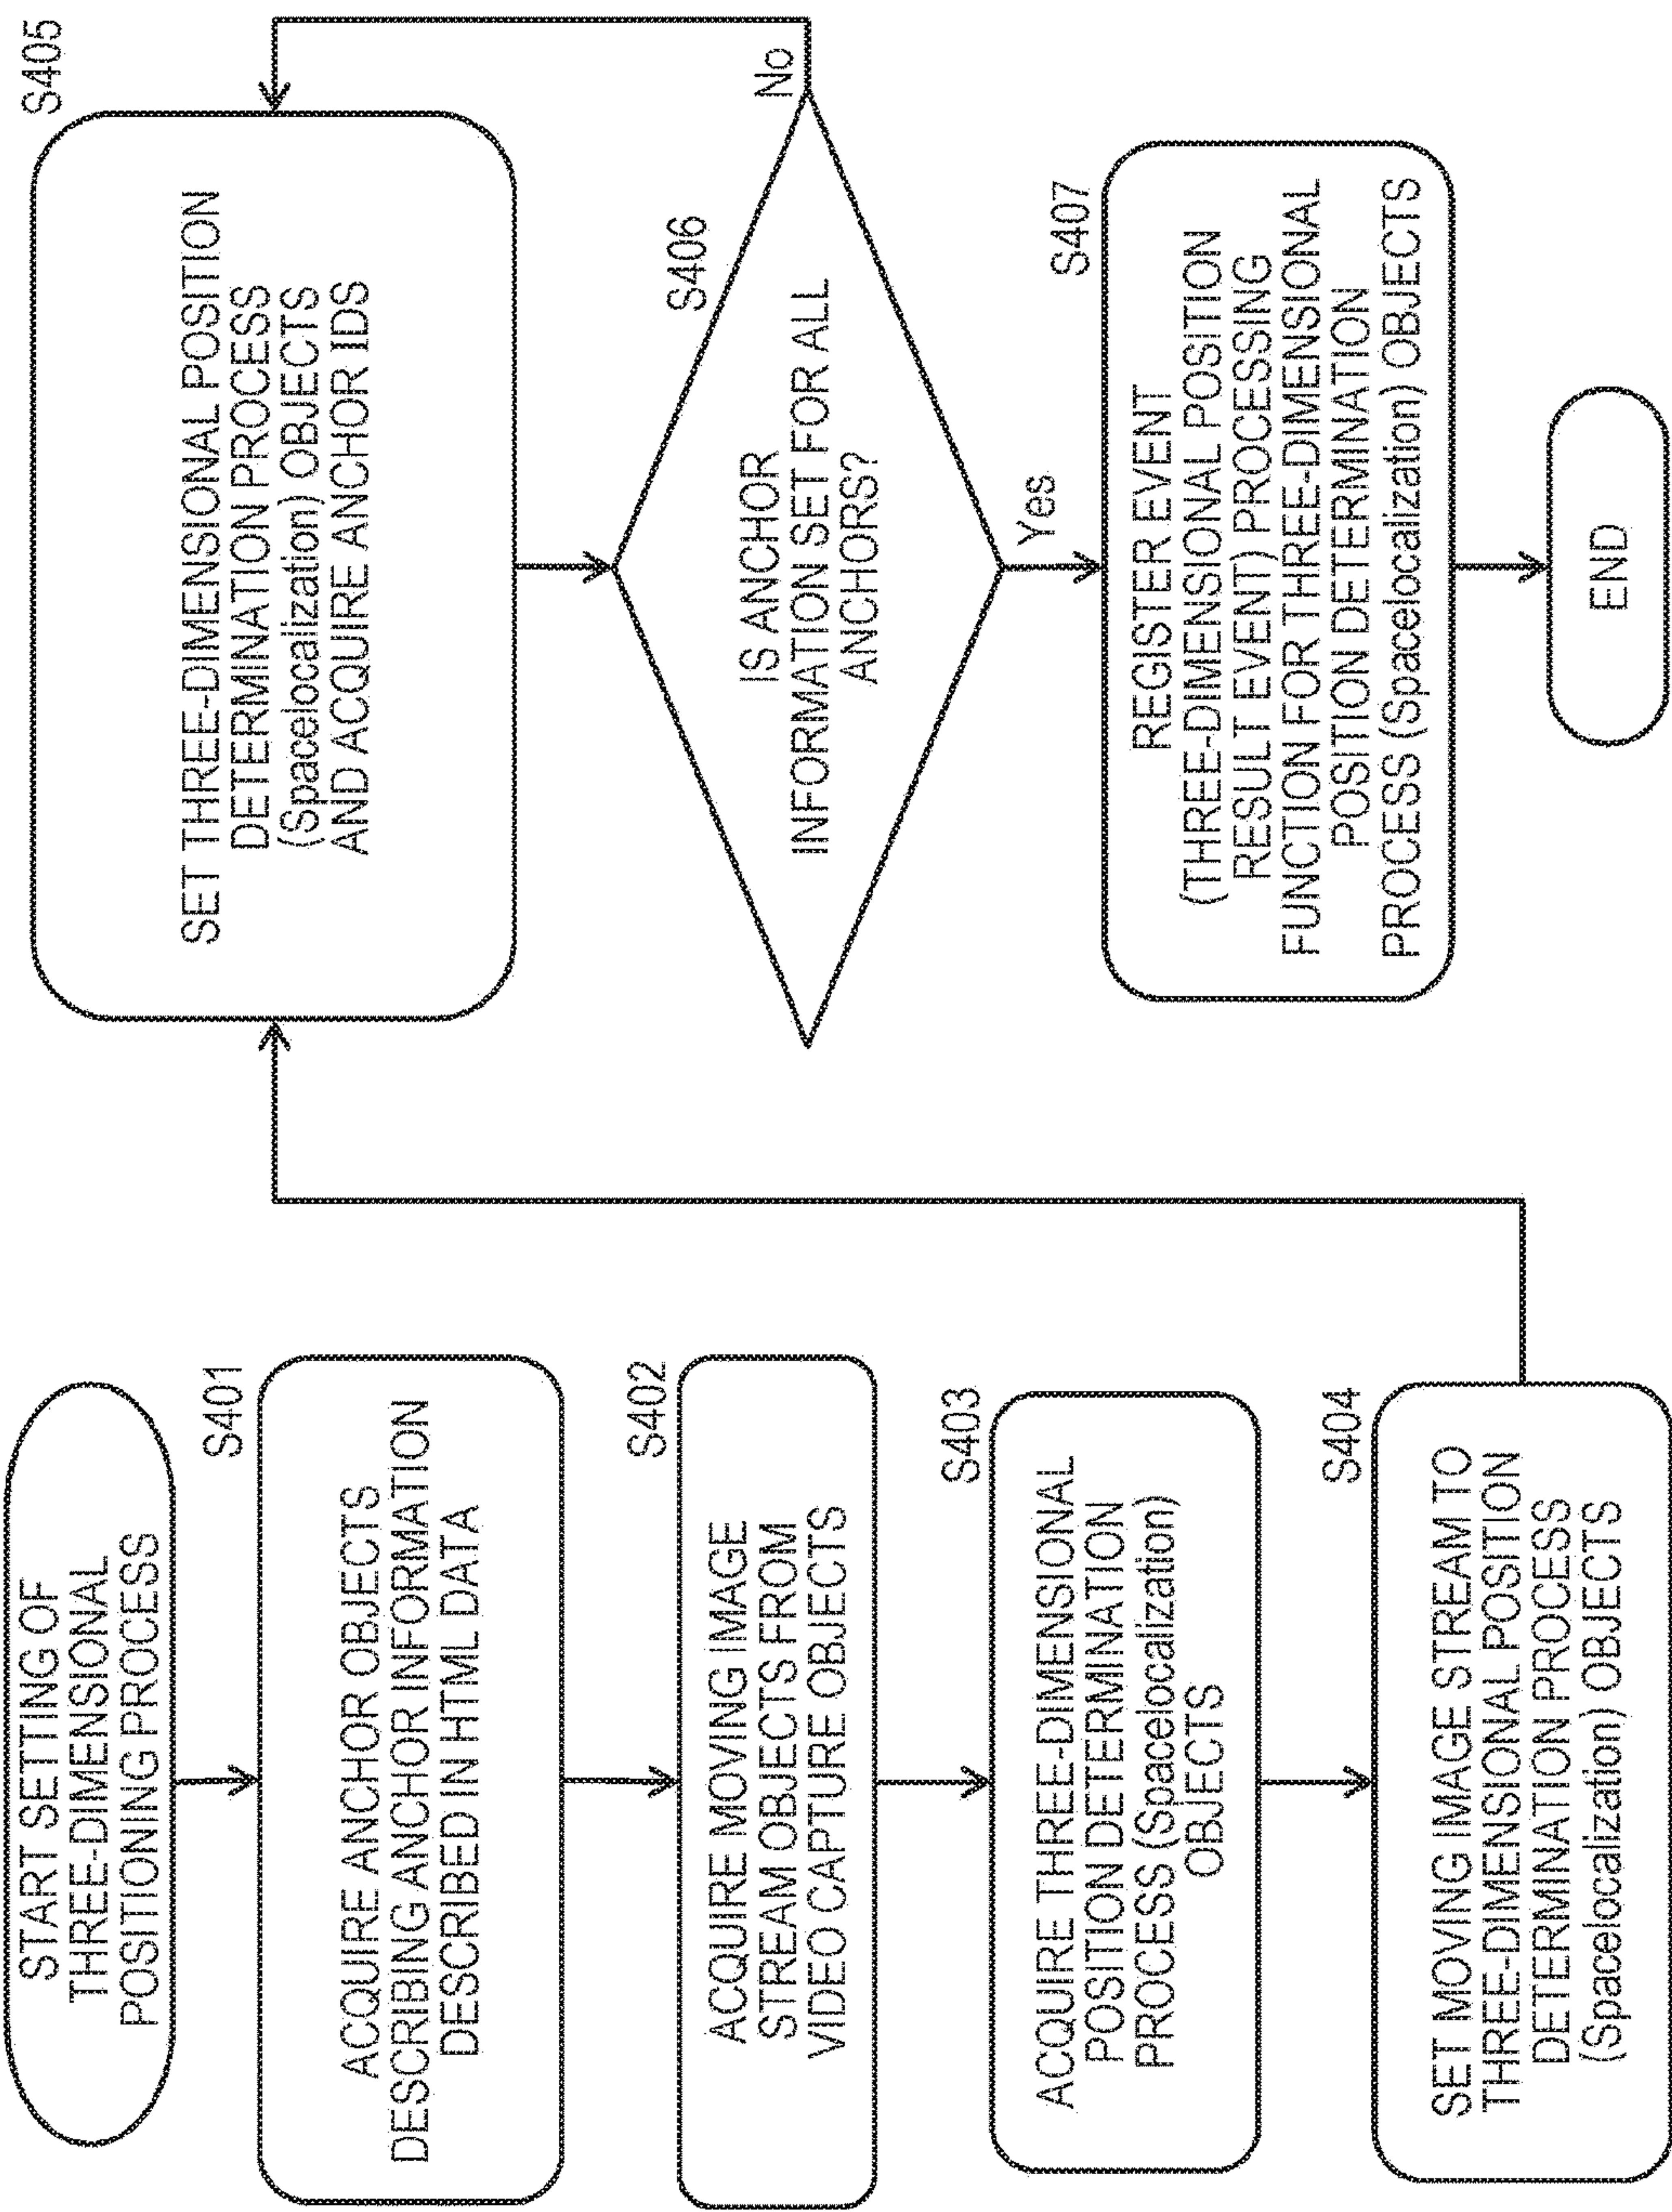 START SETTING OF
THREE-DIMENSIONAL
POSITIONING PROCESS
S401
ACQUIRE ANCHOR OBJECTS
DESCRIBING ANCHOR INFORMATION
DESCRIBED IN HTML DATA
S402
ACQUIRE MOVING IMAGE
STREAM OBJECTS FROM
VIDEO CAPTURE OBJECTS
S403
ACQUIRE THREE-DIMENSIONAL
POSITION DETERMINATION
PROCESS (Spacelocalization)
OBJECTS
S404
SET MOVING IMAGE STREAM TO
THREE-DIMENSIONAL POSITION
DETERMINATION PROCESS
(Spacelocalization) OBJECTS
S405
SET THREE-DIMENSIONAL POSITION
DETERMINATION PROCESS
(Spacelocalization) OBJECTS
AND ACQUIRE ANCHOR IDS
S406
IS ANCHOR
INFORMATION SET FOR ALL
ANCHORS?
No
Yes
S407
REGISTER EVENT
(THREE-DIMENSIONAL POSITION
RESULT EVENT) PROCESSING
FUNCTION FOR THREE-DIMENSIONAL
POSITION DETERMINATION
PROCESS (Spacelocalization) OBJECTS
END